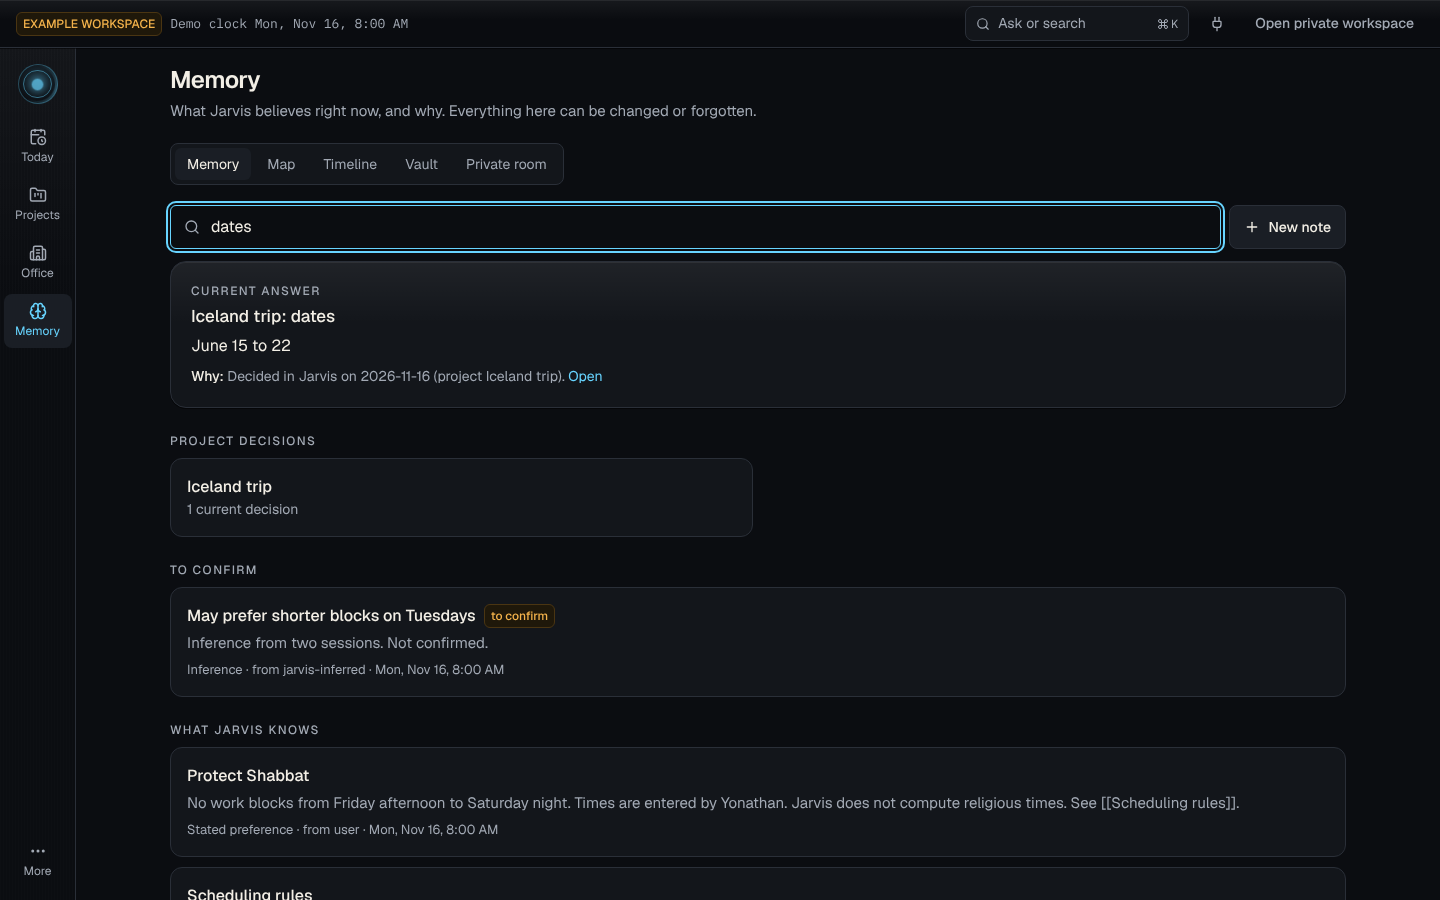 EXAMPLE WORKSPACE
Demo clock Mon, Nov 16, 8:00 AM
Ask or search
⌘K
Open private workspace
Today
Projects
Office
Memory
More
Memory
What Jarvis believes right now, and why. Everything here can be changed or forgotten.
Memory
Map
Timeline
Vault
Private room
dates
New note
CURRENT ANSWER
Iceland trip: dates
June 15 to 22
Why: Decided in Jarvis on 2026-11-16 (project Iceland trip). Open
PROJECT DECISIONS
Iceland trip
1 current decision
TO CONFIRM
May prefer shorter blocks on Tuesdays to confirm
Inference from two sessions. Not confirmed.
Inference · from jarvis-inferred · Mon, Nov 16, 8:00 AM
WHAT JARVIS KNOWS
Protect Shabbat
No work blocks from Friday afternoon to Saturday night. Times are entered by Yonathan. Jarvis does not compute religious times. See [[Scheduling rules]].
Stated preference · from user · Mon, Nov 16, 8:00 AM
Scheduling rules